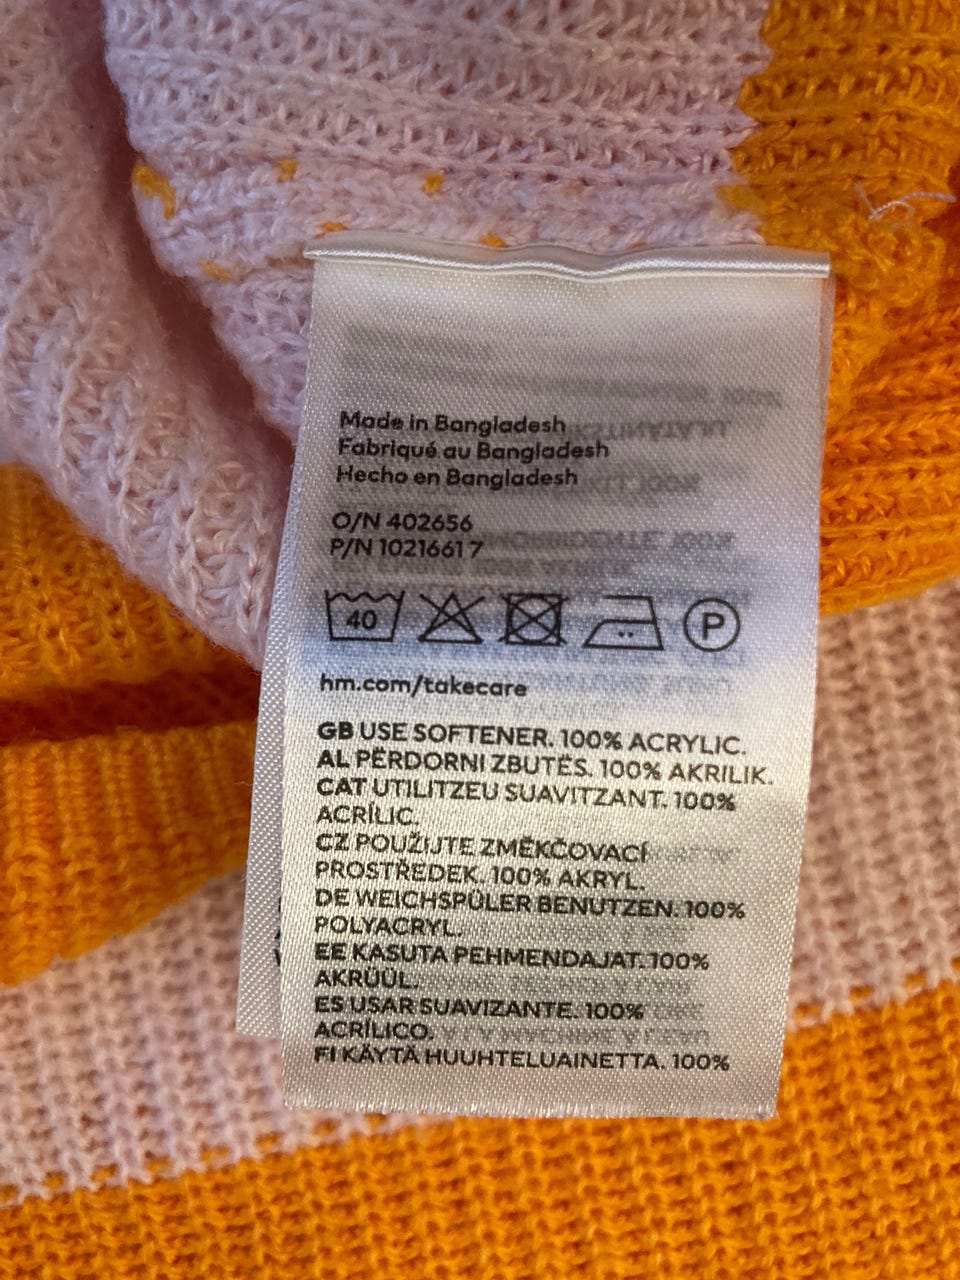 Made in Bangladesh
Fabriqué au Bangladesh
Hecho en Bangladesh
O/N 402656
P/N 10216617
40 P
hm.com/takecare
GB USE SOFTENER. 100% ACRYLIC.
AL PËRDORNI ZBUTËS. 100% AKRILIK.
CAT UTILITZEU SUAVITZANT. 100%
ACRÍLIC.
CZ POUŽIJTE ZMĚKČOVACÍ
PROSTŘEDEK. 100% AKRYL.
DE WEICHSPÜLER BENUTZEN. 100%
POLYACRYL.
EE KASUTA PEHMENDAJAT. 100%
AKRÜÜL.
ES USAR SUAVIZANTE. 100%
ACRÍLICO.
FI KÄYTÄ HUUHTELUAINETTA. 100%